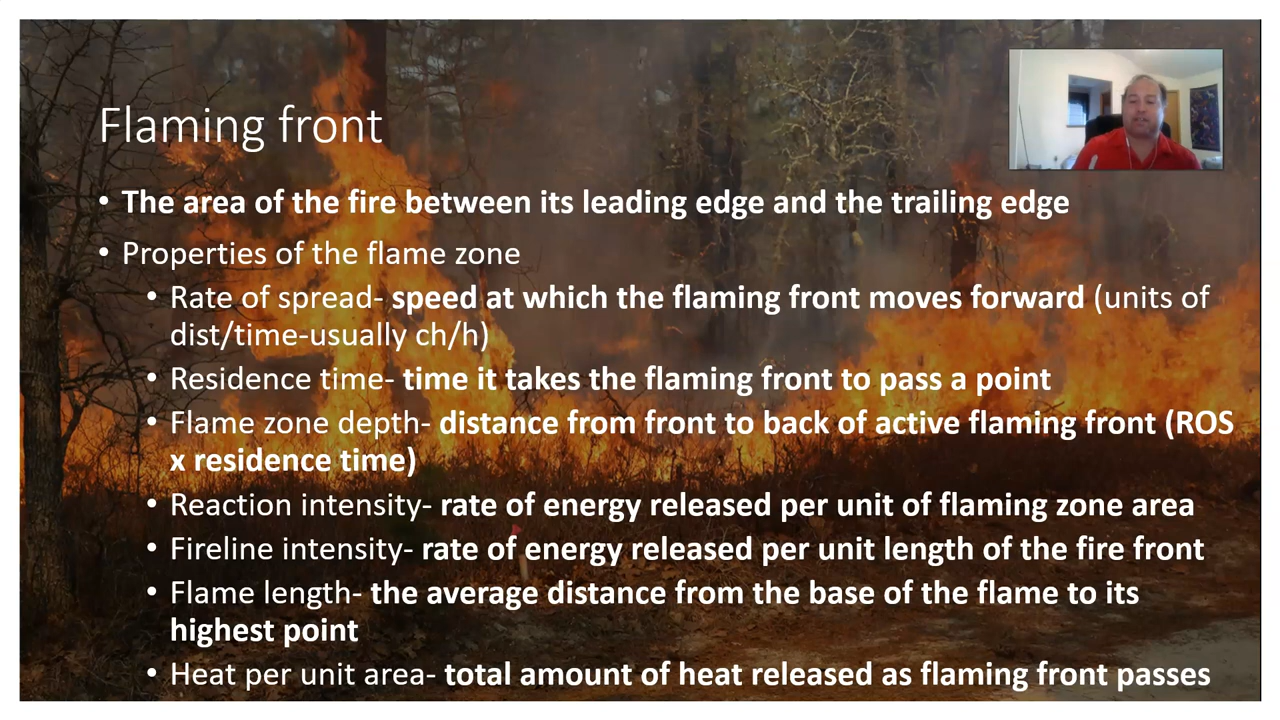 Flaming front
• The area of the fire between its leading edge and the trailing edge
• Properties of the flame zone
• Rate of spread- speed at which the flaming front moves forward (units of
dist/time-usually ch/h)
• Residence time- time it takes the flaming front to pass a point
• Flame zone depth- distance from front to back of active flaming front (ROS
x residence time)
• Reaction intensity- rate of energy released per unit of flaming zone area
• Fireline intensity- rate of energy released per unit length of the fire front
• Flame length- the average distance from the base of the flame to its
highest point
• Heat per unit area- total amount of heat released as flaming front passes